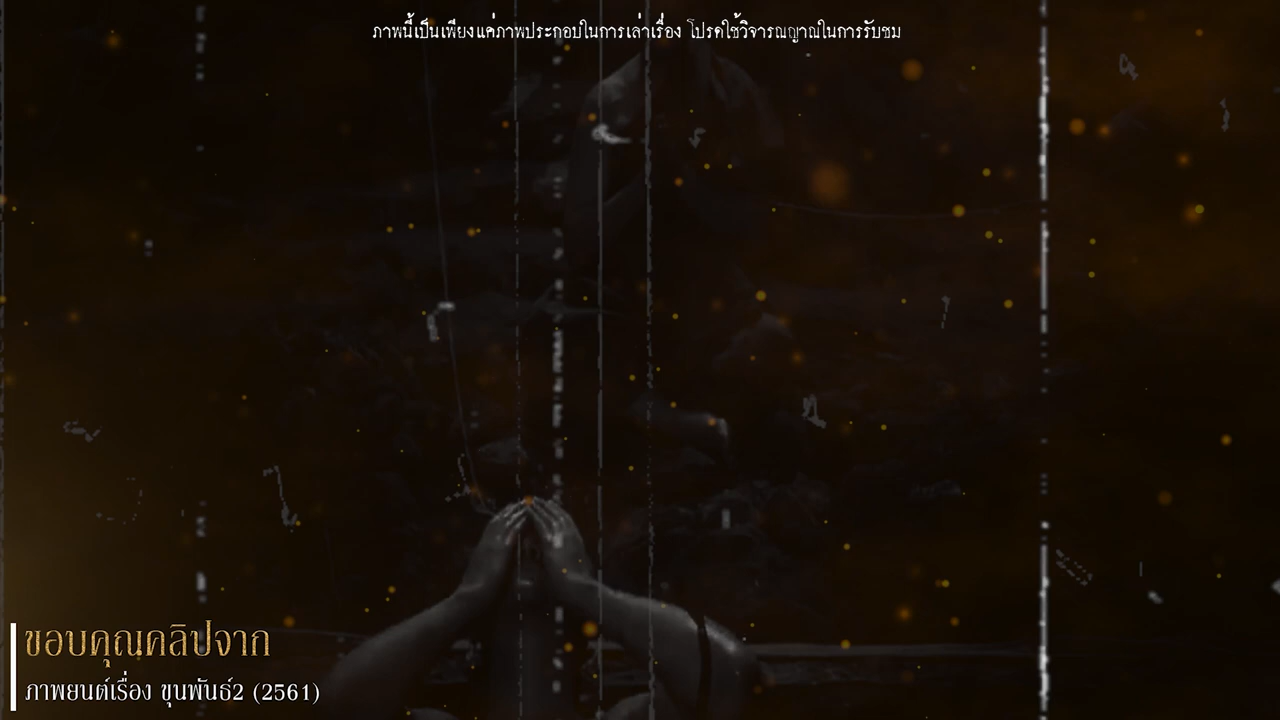 ภาพนี้เป็นเพียงแค่ภาพประกอบในการเล่าเรื่อง โปรดใช้วิจารณญาณในการรับชม
ขอบคุณคลิปจาก
ภาพยนต์เรื่อง ขุนพันธ์2 (2561)